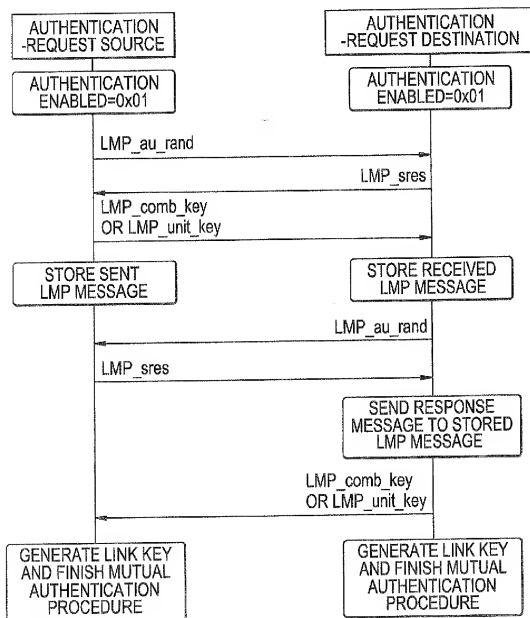 AUTHENTICATION
-REQUEST SOURCE
AUTHENTICATION
-REQUEST DESTINATION
AUTHENTICATION
ENABLED=0x01
AUTHENTICATION
ENABLED=0x01
LMP_au_rand
LMP_sres
LMP_comb_key
OR LMP_unit_key
STORE SENT
LMP MESSAGE
STORE RECEIVED
LMP MESSAGE
LMP_au_rand
LMP_sres
SEND RESPONSE
MESSAGE TO STORED
LMP MESSAGE
LMP_comb_key
OR LMP_unit_key
GENERATE LINK KEY
AND FINISH MUTUAL
AUTHENTICATION
PROCEDURE
GENERATE LINK KEY
AND FINISH MUTUAL
AUTHENTICATION
PROCEDURE